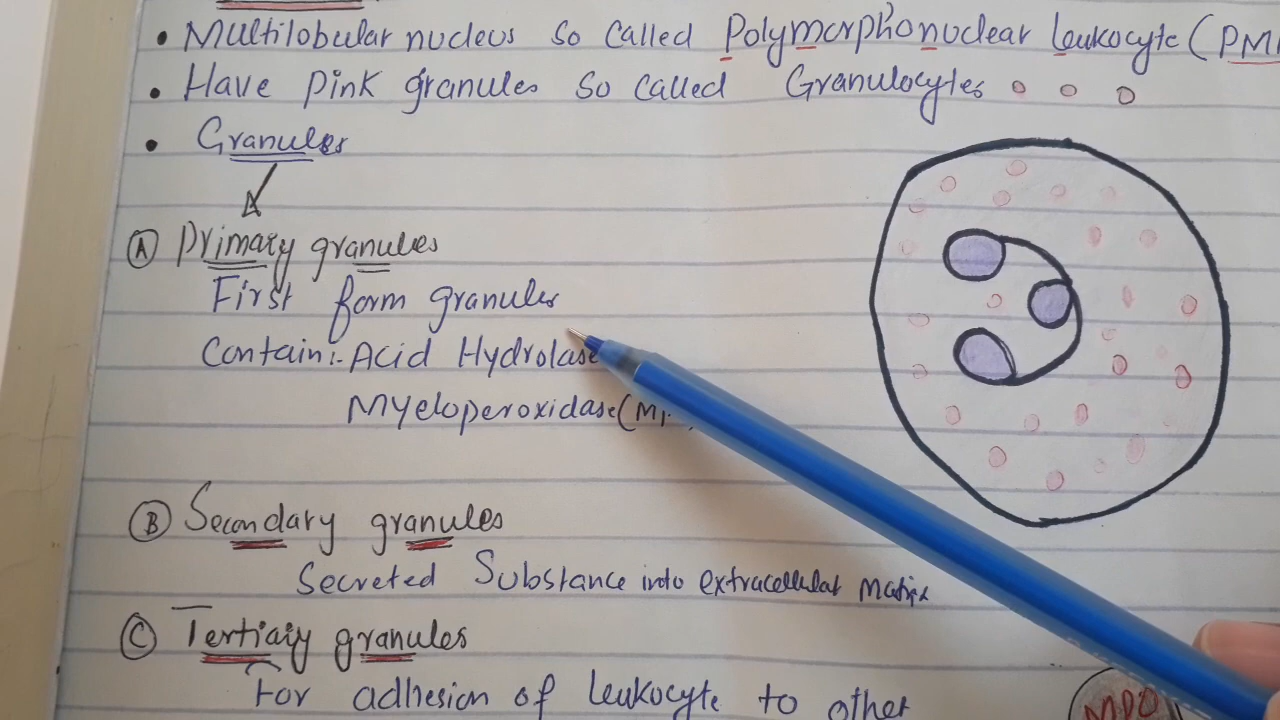 • Multilobular nucleus So Called Polymorphonuclear leukocyte (PM
• Have pink granules So called Granulocytes
• Granules
Ⓐ Primary granules
First form granules
Contain:- Acid Hydrolase
Myeloperoxidase (M
Ⓑ Secondary granules
Secreted Substance into extracellular matrix
Ⓒ Tertiary granules
For adhesion of leukocyte to other
MPO